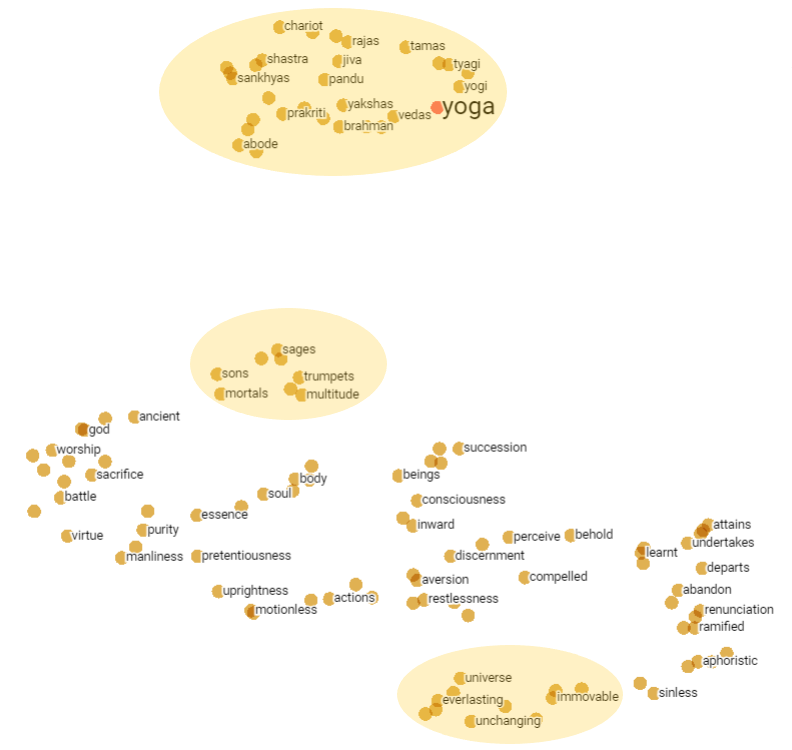 chariot
rajas
tamas
shastra
jiva
tyagi
sankhyas
pandu
yogi
yakshas
yoga
prakriti
vedas
brahman
abode
sages
sons
trumpets
mortals
multitude
ancient
god
worship
succession
sacrifice
beings
body
battle
soul
consciousness
essence
inward
attains
virtue
purity
perceive
behold
undertakes
learnt
manliness
pretentiousness
discernment
departs
aversion
compelled
uprightness
abandon
actions
restlessness
motionless
renunciation
ramified
aphoristic
universe
sinless
everlasting
immovable
unchanging